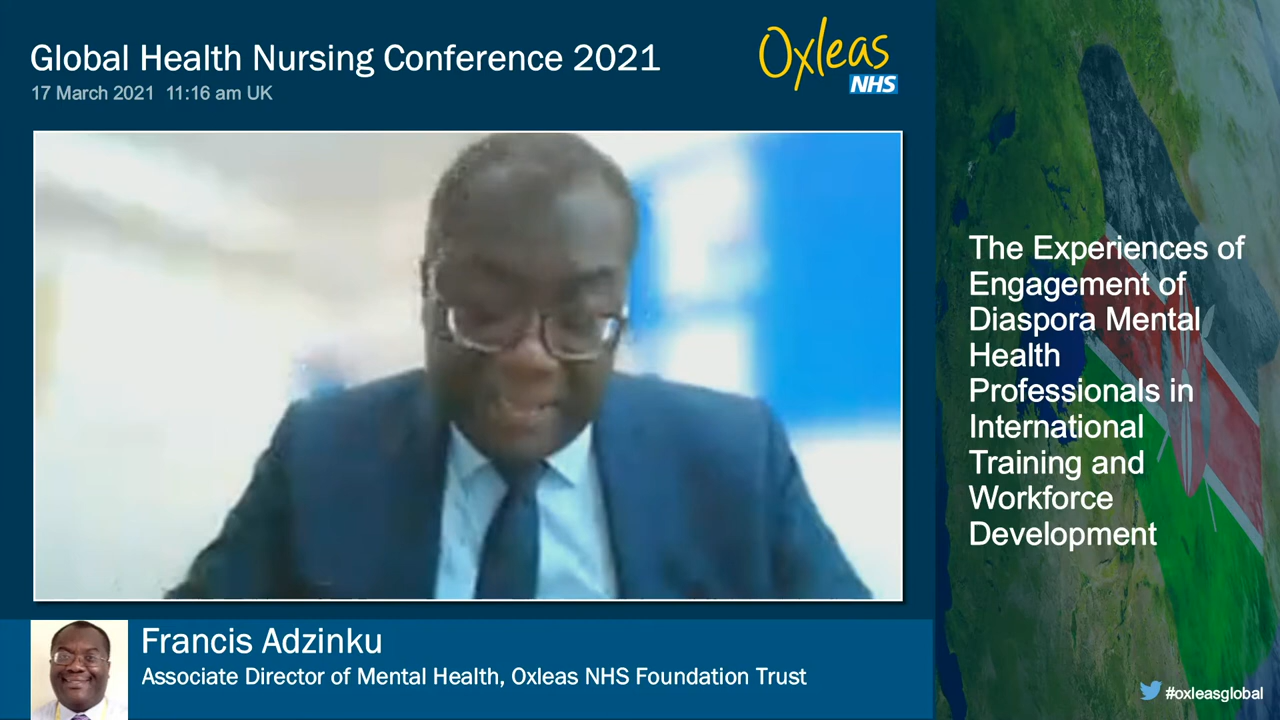 Global Health Nursing Conference 2021
17 March 2021 11:16 am UK
Oxleas
NHS
The Experiences of
Engagement of
Diaspora Mental
Health
Professionals in
International
Training and
Workforce
Development
Francis Adzinku
Associate Director of Mental Health, Oxleas NHS Foundation Trust
#oxleasglobal